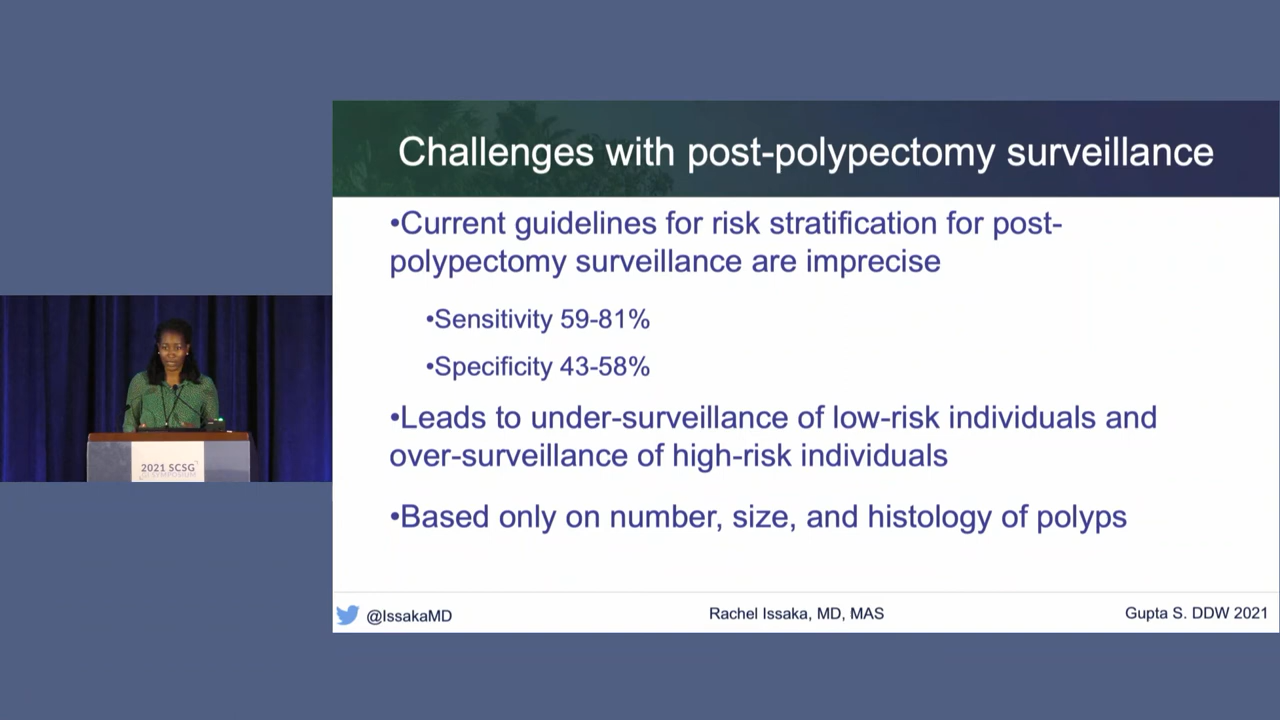 Challenges with post-polypectomy surveillance
•Current guidelines for risk stratification for post-
polypectomy surveillance are imprecise
•Sensitivity 59-81%
•Specificity 43-58%
•Leads to under-surveillance of low-risk individuals and
over-surveillance of high-risk individuals
•Based only on number, size, and histology of polyps
@IssakaMD
Rachel Issaka, MD, MAS
Gupta S. DDW 2021
2021 SCSG
GI SYMPOSIUM